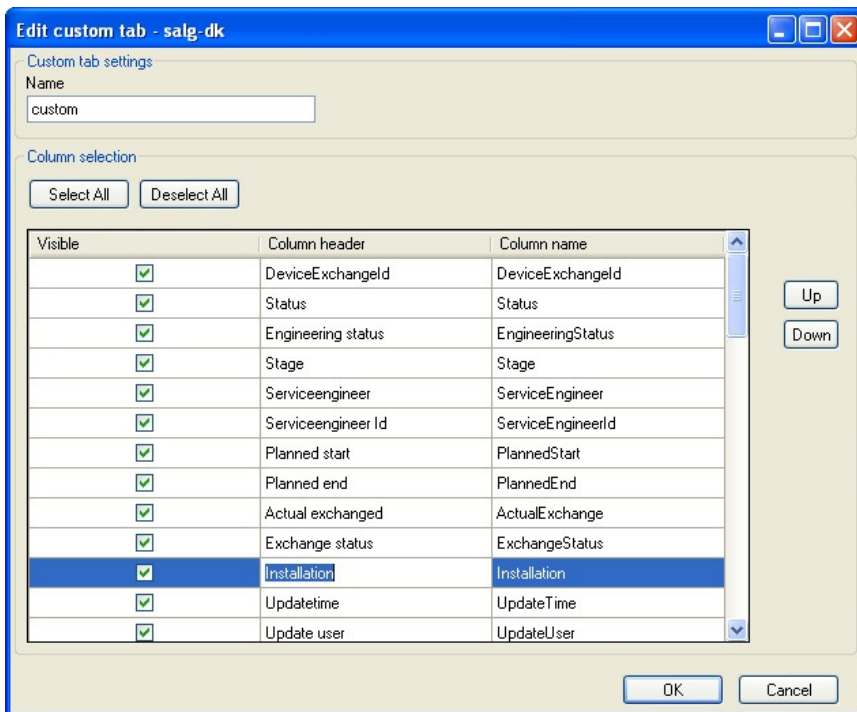 Edit custom tab - salg-dk
Custom tab settings
Name
custom
Column selection
Select All Deselect All
Visible Column header Column name
DeviceExchangeId DeviceExchangeId
Status Status
Engineering status EngineeringStatus
Stage Stage
Serviceengineer ServiceEngineer
Serviceengineer Id ServiceEngineerId
Planned start PlannedStart
Planned end PlannedEnd
Actual exchanged ActualExchange
Exchange status ExchangeStatus
Installation Installation
Updatetime UpdateTime
Update user UpdateUser
Up
Down
OK Cancel